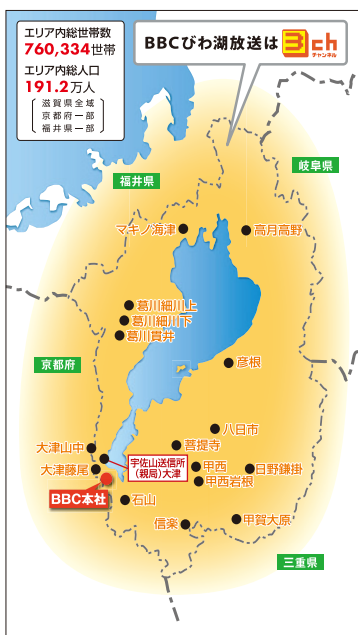 エリア内総世帯数
760,334世帯
エリア内総人口
191.2万人
滋賀県全域
京都府一部
福井県一部
BBCびわ湖放送は 3ch
チャンネル
岐阜県
福井県
マキノ海津
高月高野
葛川細川上
葛川細川下
葛川貫井
京都府
彦根
八日市
大津山中
菩提寺
宇佐山送信所
(親局)大津
甲西
日野鎌掛
大津藤尾
甲西岩根
BBC本社
石山
信楽
甲賀大原
三重県